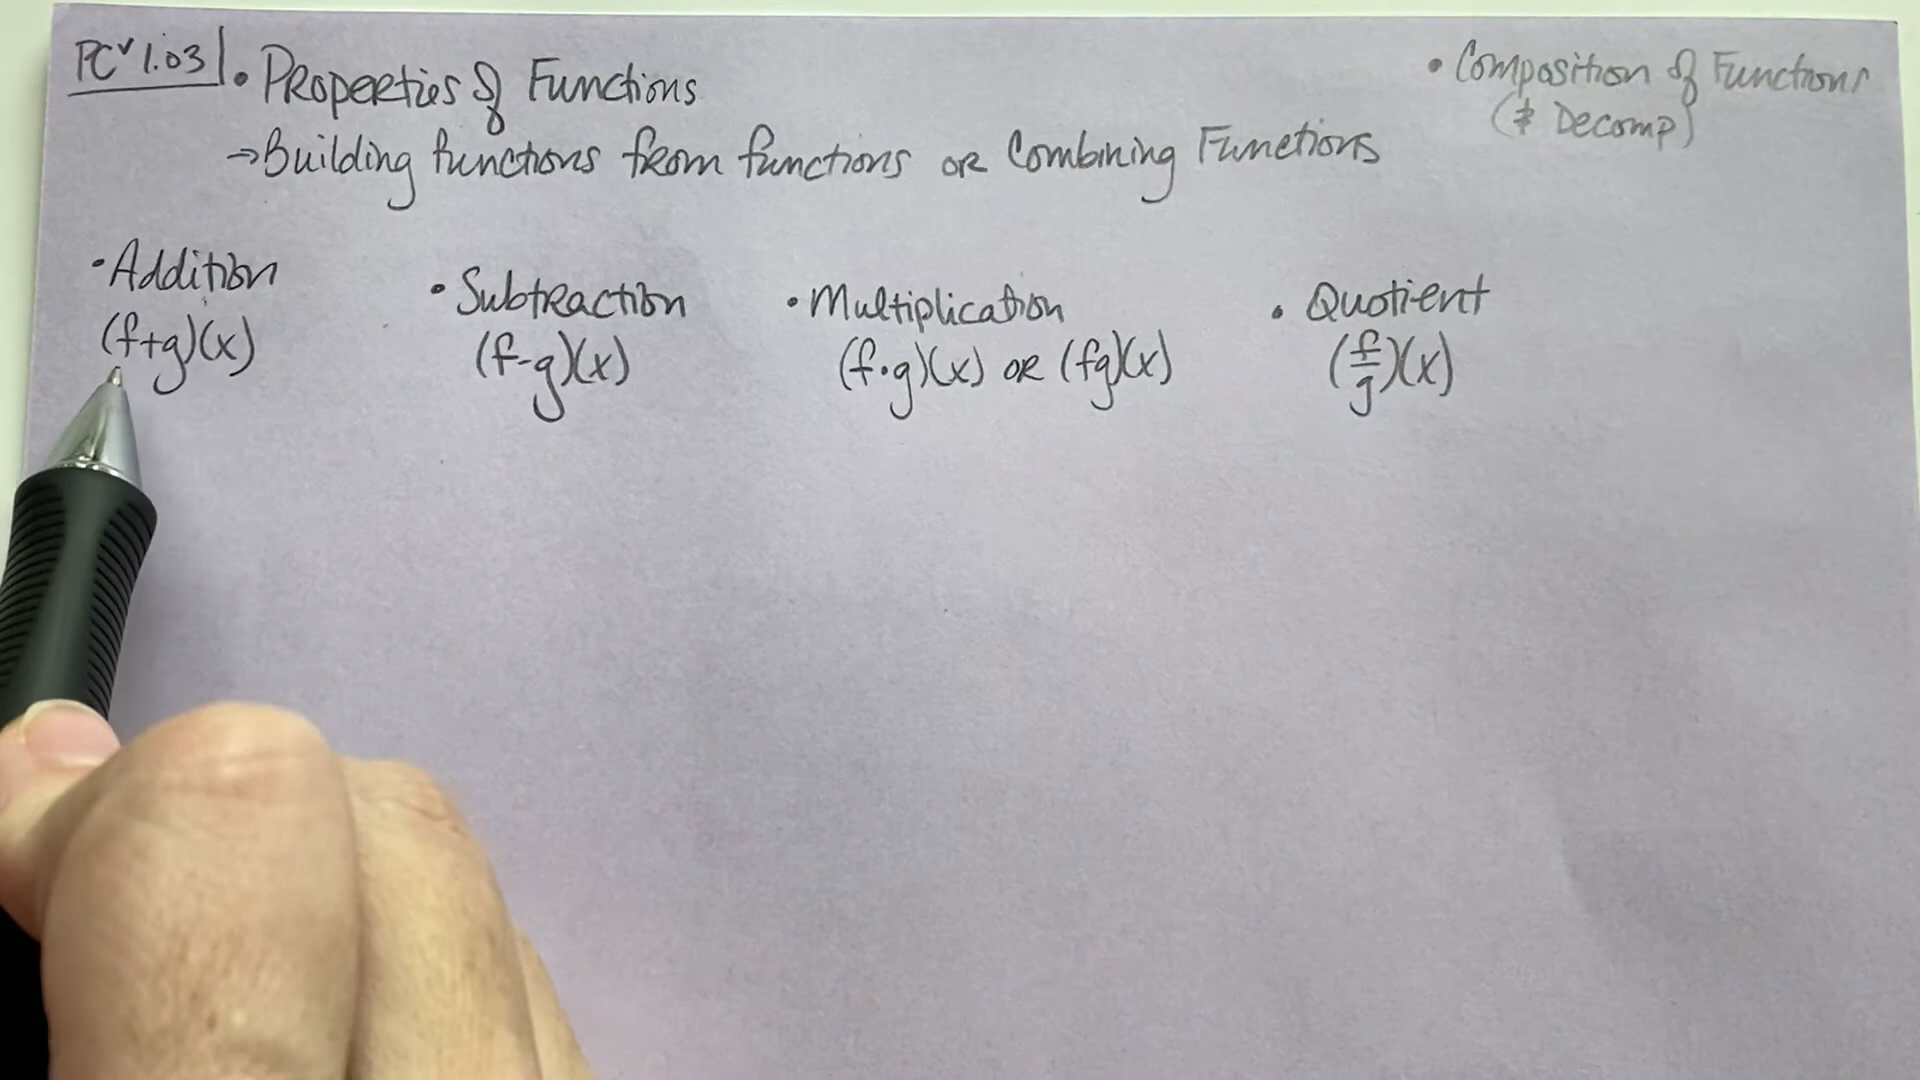 PCv 1.03
• Properties of Functions
→ Building functions from functions or Combining Functions
• Composition of Functions
(& Decomp)
• Addition
(f+g)(x)
• Subtraction
(f-g)(x)
• Multiplication
(f•g)(x) or (fg)(x)
• Quotient
(f/g)(x)